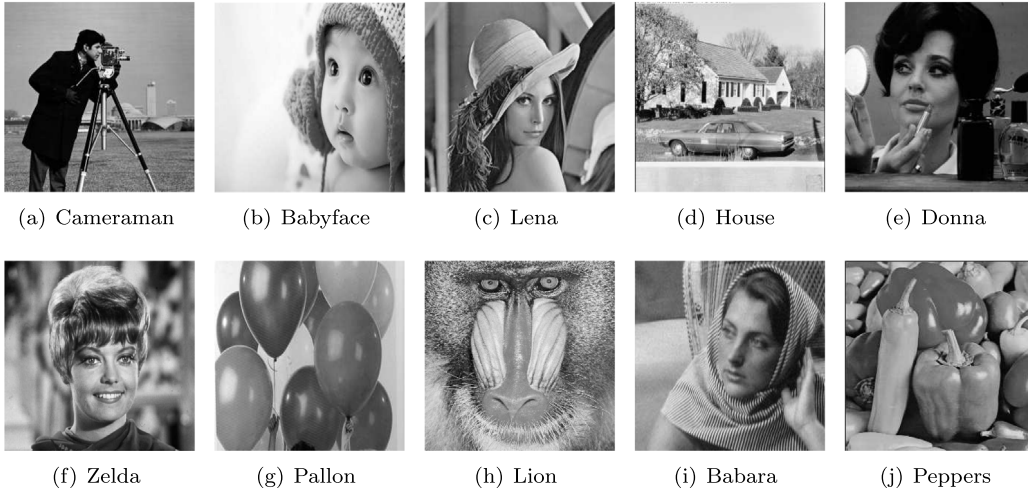 (a) Cameraman (b) Babyface (c) Lena (d) House (e) Donna
(f) Zelda (g) Pallon (h) Lion (i) Babara (j) Peppers